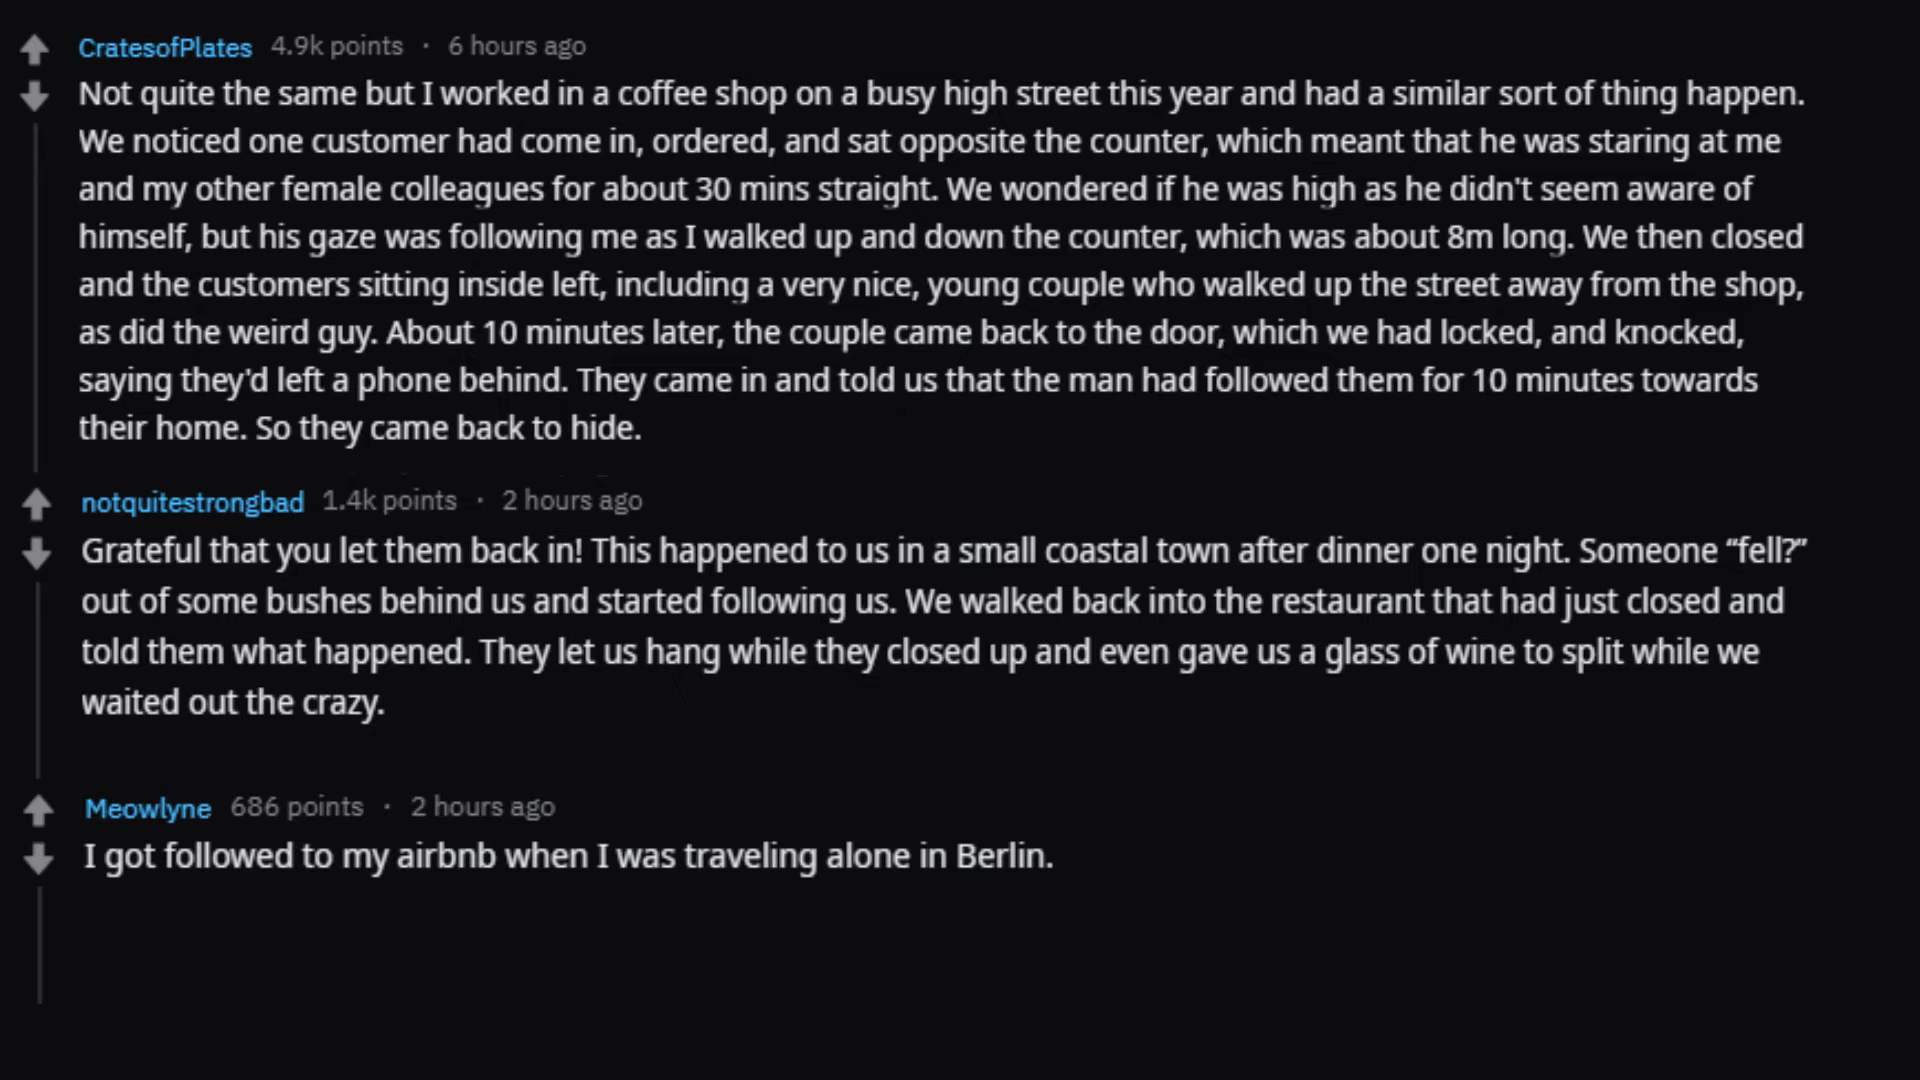 CratesofPlates 4.9k points · 6 hours ago
Not quite the same but I worked in a coffee shop on a busy high street this year and had a similar sort of thing happen.
We noticed one customer had come in, ordered, and sat opposite the counter, which meant that he was staring at me
and my other female colleagues for about 30 mins straight. We wondered if he was high as he didn't seem aware of
himself, but his gaze was following me as I walked up and down the counter, which was about 8m long. We then closed
and the customers sitting inside left, including a very nice, young couple who walked up the street away from the shop,
as did the weird guy. About 10 minutes later, the couple came back to the door, which we had locked, and knocked,
saying they'd left a phone behind. They came in and told us that the man had followed them for 10 minutes towards
their home. So they came back to hide.
notquitestrongbad 1.4k points · 2 hours ago
Grateful that you let them back in! This happened to us in a small coastal town after dinner one night. Someone “fell?”
out of some bushes behind us and started following us. We walked back into the restaurant that had just closed and
told them what happened. They let us hang while they closed up and even gave us a glass of wine to split while we
waited out the crazy.
Meowlyne 686 points · 2 hours ago
I got followed to my airbnb when I was traveling alone in Berlin.